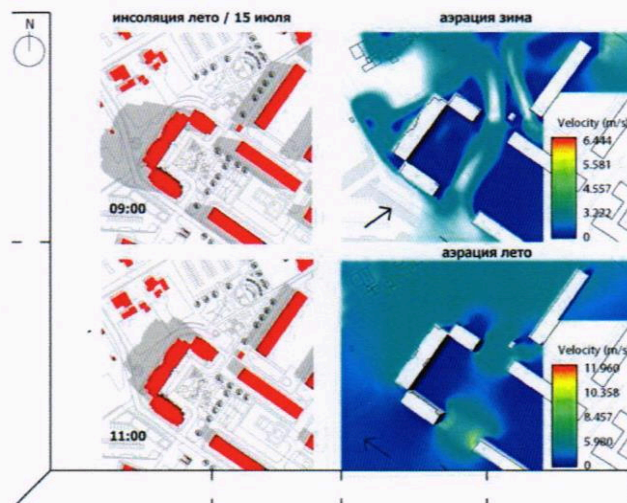 N
инсоляция лето / 15 июля
аэрация зима
09:00
Velocity (m/s)
6.444
5.581
4.557
3.222
0
аэрация лето
11:00
Velocity (m/s)
11.960
10.358
8.457
5.980
0